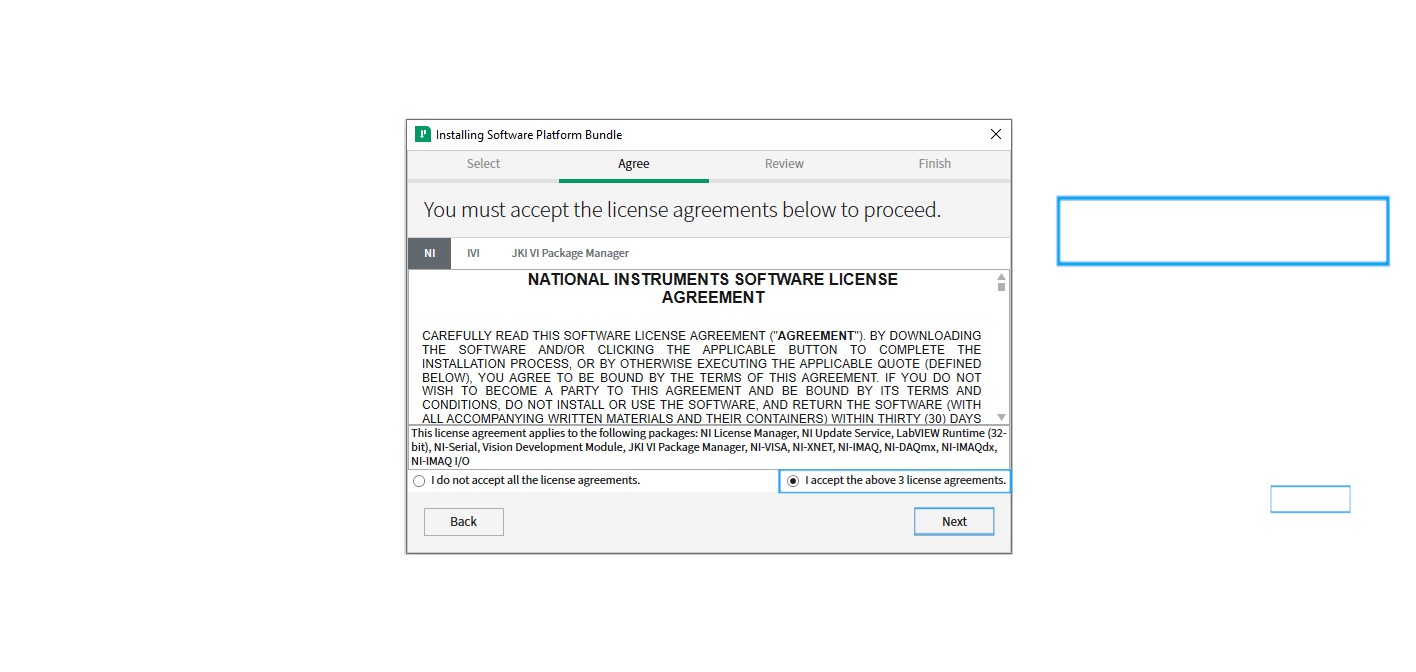 Installing Software Platform Bundle
Select Agree Review Finish
You must accept the license agreements below to proceed.
NI IVI JKI VI Package Manager
NATIONAL INSTRUMENTS SOFTWARE LICENSE
AGREEMENT
CAREFULLY READ THIS SOFTWARE LICENSE AGREEMENT ("AGREEMENT"). BY DOWNLOADING
THE SOFTWARE AND/OR CLICKING THE APPLICABLE BUTTON TO COMPLETE THE
INSTALLATION PROCESS, OR BY OTHERWISE EXECUTING THE APPLICABLE QUOTE (DEFINED
BELOW), YOU AGREE TO BE BOUND BY THE TERMS OF THIS AGREEMENT. IF YOU DO NOT
WISH TO BECOME A PARTY TO THIS AGREEMENT AND BE BOUND BY ITS TERMS AND
CONDITIONS, DO NOT INSTALL OR USE THE SOFTWARE, AND RETURN THE SOFTWARE (WITH
ALL ACCOMPANYING WRITTEN MATERIALS AND THEIR CONTAINERS) WITHIN THIRTY (30) DAYS
This license agreement applies to the following packages: NI License Manager, NI Update Service, LabVIEW Runtime (32-
bit), NI-Serial, Vision Development Module, JKI VI Package Manager, NI-VISA, NI-XNET, NI-IMAQ, NI-DAQmx, NI-IMAQdx,
NI-IMAQ I/O
I do not accept all the license agreements. I accept the above 3 license agreements.
Back Next